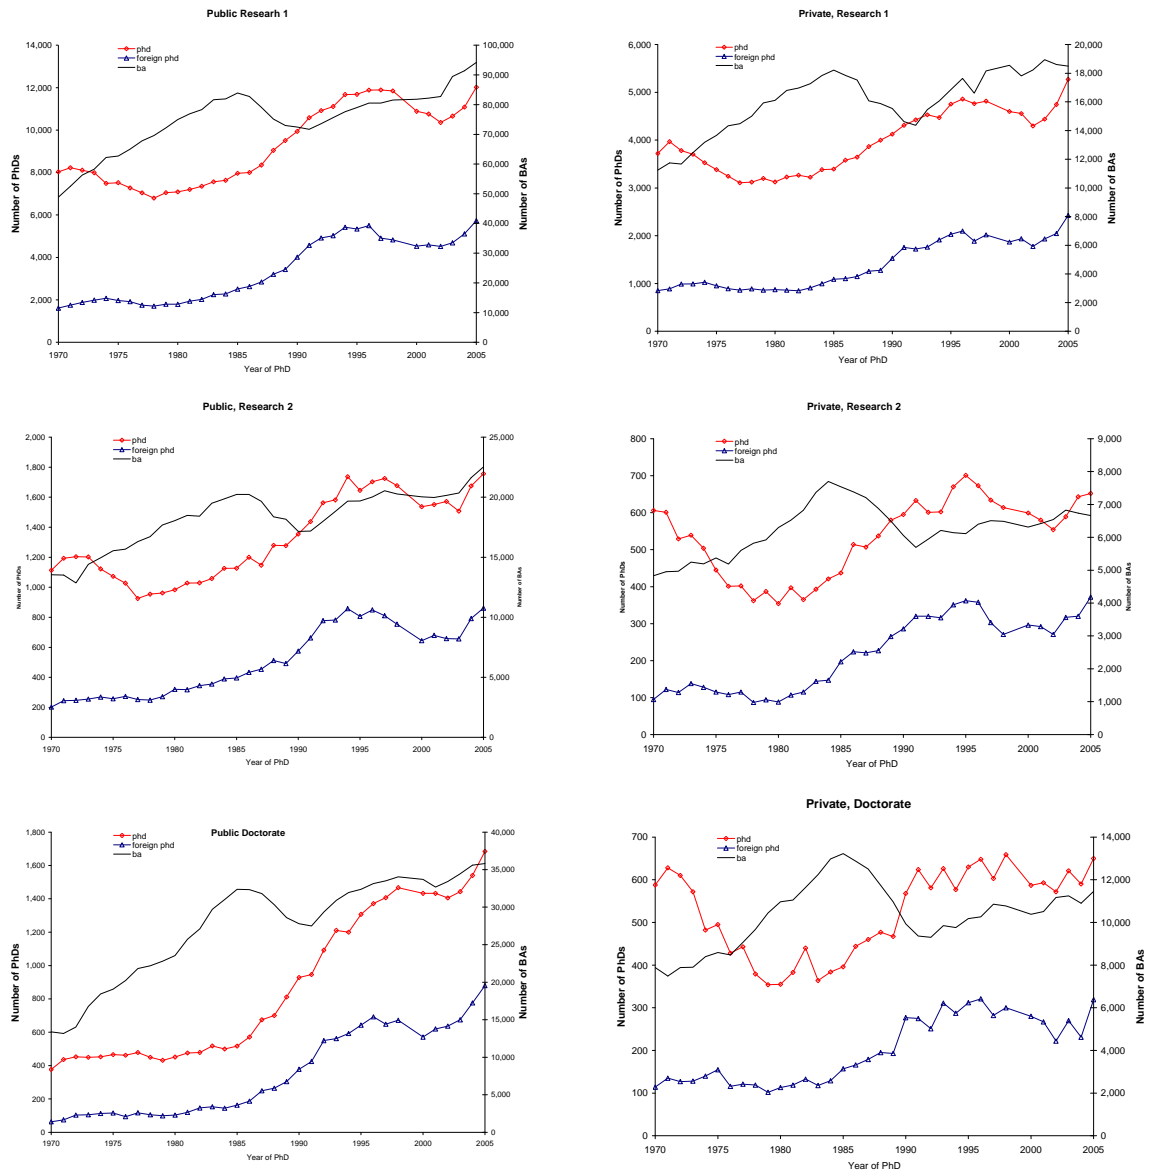 Public Researh 1
phd
foreign phd
ba
14,000
12,000
10,000
8,000
6,000
4,000
2,000
0
100,000
90,000
80,000
70,000
60,000
50,000
40,000
30,000
20,000
10,000
0
Number of PhDs
Number of BAs
1970 1975 1980 1985 1990 1995 2002 2005
Year of PhD
Private, Research 1
phd
foreign phd
ba
6,000
5,000
4,000
3,000
2,000
1,000
0
20,000
18,000
16,000
14,000
12,000
10,000
8,000
6,000
4,000
2,000
0
Number of PhDs
Number of BAs
1970 1975 1980 1985 1990 1995 2000 2005
Year of PhD
Public, Research 2
phd
foreign phd
ba
2,000
1,800
1,600
1,400
1,200
1,000
800
600
400
200
0
25,000
20,000
15,000
10,000
5,000
0
Number of PhDs
Number of BAs
1970 1975 1980 1985 1990 1995 2000 2005
Year of PhD
Private, Research 2
phd
foreign phd
ba
800
700
600
500
400
300
200
100
0
9,000
8,000
7,000
6,000
5,000
4,000
3,000
2,000
1,000
0
Number of PhDs
Number of BAs
1970 1975 1980 1985 1990 1995 2000 2005
Year of PhD
Public Doctorate
phd
foreign phd
ba
1,800
1,600
1,400
1,200
1,000
800
600
400
200
0
40,000
35,000
30,000
25,000
20,000
15,000
10,000
5,000
0
Number of PhDs
Number of BAs
1970 1975 1980 1985 1990 1995 2000 2005
Year of PhD
Private, Doctorate
phd
foreign phd
ba
700
600
500
400
300
200
100
0
14,000
12,000
10,000
8,000
6,000
4,000
2,000
0
Number of PhDs
Number of BAs
1970 1975 1980 1985 1990 1995 2000 2005
Year of PhD